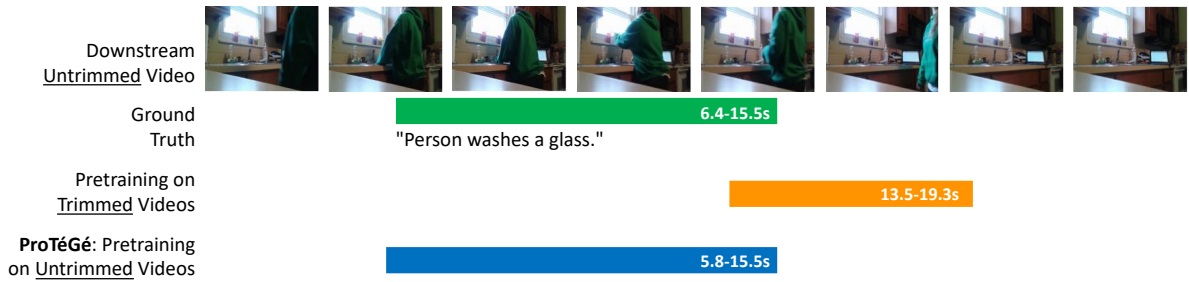 Downstream
Untrimmed Video
Ground
Truth
6.4-15.5s
"Person washes a glass."
Pretraining on
Trimmed Videos
13.5-19.3s
ProTéGé: Pretraining
on Untrimmed Videos
5.8-15.5s